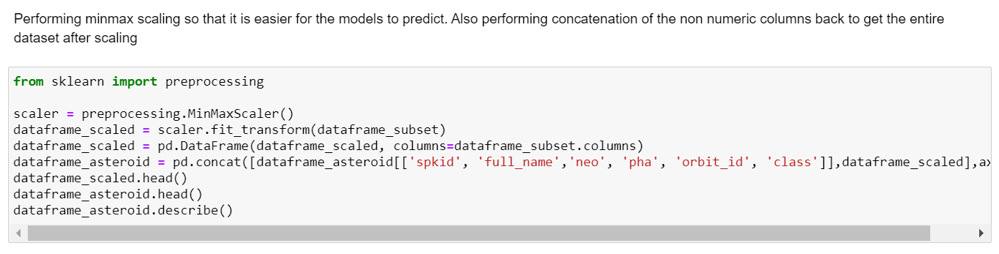 Performing minmax scaling so that it is easier for the models to predict. Also performing concatenation of the non numeric columns back to get the entire
dataset after scaling
from sklearn import preprocessing
scaler = preprocessing.MinMaxScaler()
dataframe_scaled = scaler.fit_transform(dataframe_subset)
dataframe_scaled = pd.DataFrame(dataframe_scaled, columns=dataframe_subset.columns)
dataframe_asteroid = pd.concat([dataframe_asteroid[['spkid', 'full_name','neo', 'pha', 'orbit_id', 'class']],dataframe_scaled],
dataframe_scaled.head()
dataframe_asteroid.head()
dataframe_asteroid.describe()